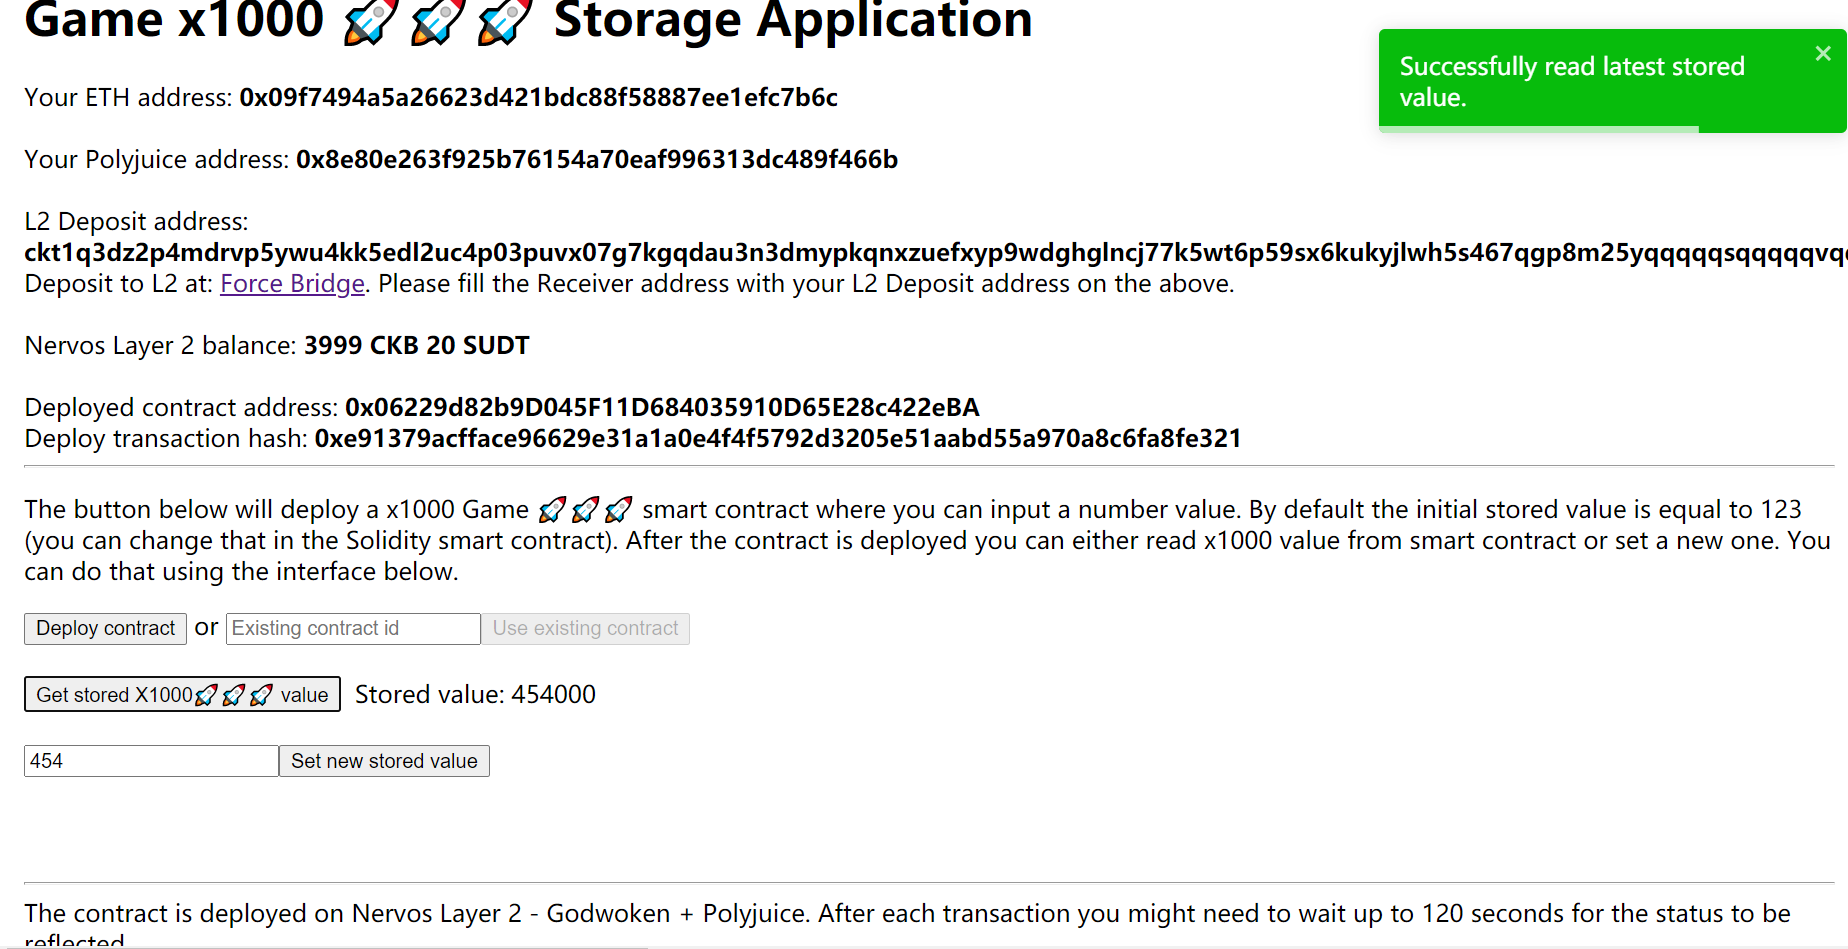 Game x1000 🚀🚀🚀 Storage Application
Successfully read latest stored
value.
Your ETH address: 0x09f7494a5a26623d421bdc88f58887ee1efc7b6c
Your Polyjuice address: 0x8e80e263f925b76154a70eaf996313dc489f466b
L2 Deposit address:
ckt1q3dz2p4mdrvp5ywu4kk5edl2uc4p03puvx07g7kgqdau3n3dmypkqnxzuefxyp9wdghglncj77k5wt6p59sx6kukyjlwh5s467qgp8m25yqqqqqsqqqqqvq
Deposit to L2 at: Force Bridge. Please fill the Receiver address with your L2 Deposit address on the above.
Nervos Layer 2 balance: 3999 CKB 20 SUDT
Deployed contract address: 0x06229d82b9D045F11D684035910D65E28c422eBA
Deploy transaction hash: 0xe91379acfface96629e31a1a0e4f4f5792d3205e51aabd55a970a8c6fa8fe321
The button below will deploy a x1000 Game 🚀🚀🚀 smart contract where you can input a number value. By default the initial stored value is equal to 123
(you can change that in the Solidity smart contract). After the contract is deployed you can either read x1000 value from smart contract or set a new one. You
can do that using the interface below.
Deploy contract or Existing contract id Use existing contract
Get stored X1000🚀🚀🚀 value Stored value: 454000
454 Set new stored value
The contract is deployed on Nervos Layer 2 - Godwoken + Polyjuice. After each transaction you might need to wait up to 120 seconds for the status to be
reflected